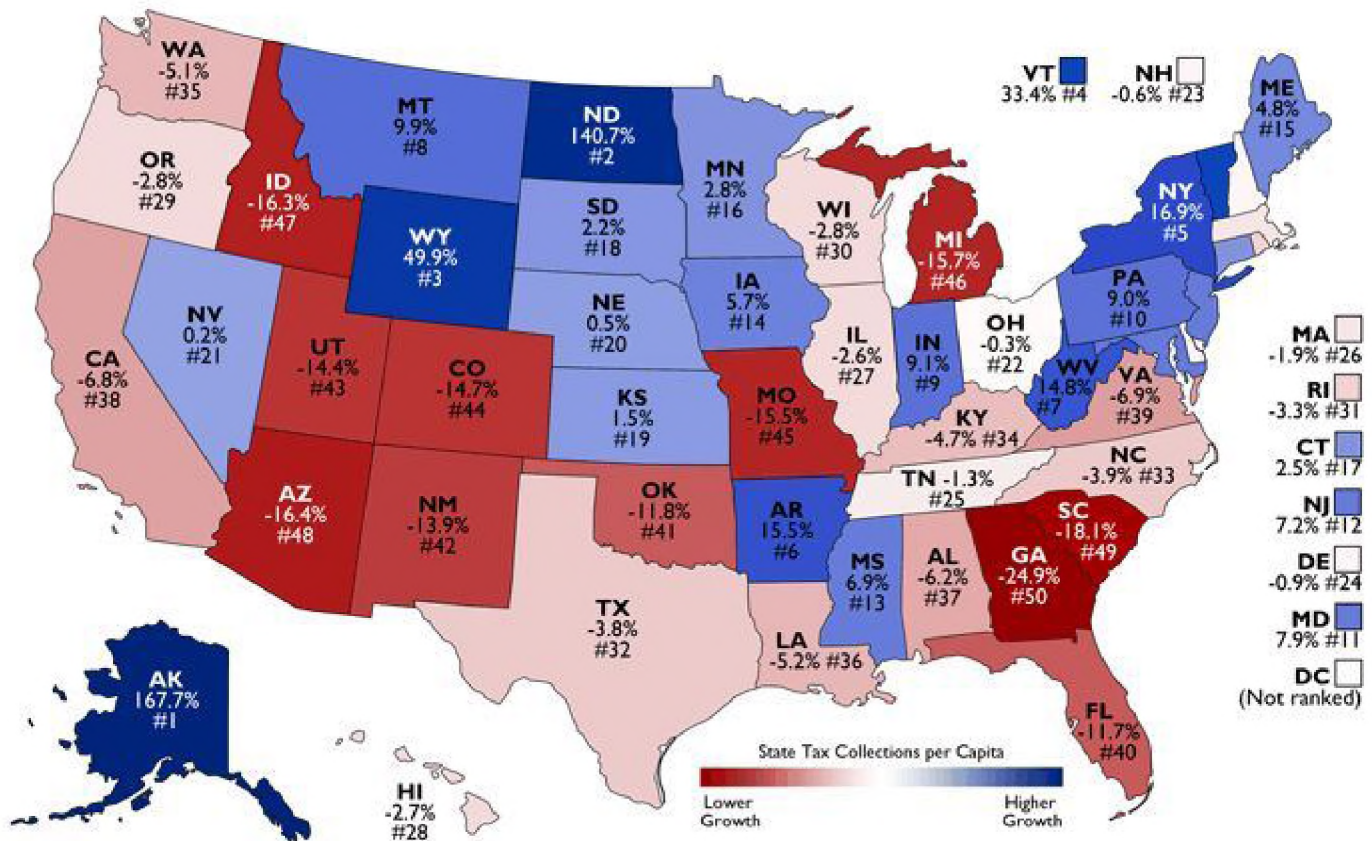 WA
-5.1%
#35
OR
-2.8%
#29
CA
-6.8%
#38
ID
-16.3%
#47
NV
0.2%
#21
MT
9.9%
#8
WY
49.9%
#3
UT
-14.4%
#43
AZ
-16.4%
#48
CO
-14.7%
#44
NM
-13.9%
#42
ND
140.7%
#2
SD
2.2%
#18
NE
0.5%
#20
KS
1.5%
#19
OK
-11.8%
#41
TX
-3.8%
#32
MN
2.8%
#16
IA
5.7%
#14
MO
-15.5%
#45
AR
15.5%
#6
LA
-5.2% #36
WI
-2.8%
#30
IL
-2.6%
#27
MS
6.9%
#13
MI
-15.7%
#46
IN
9.1%
#9
OH
-0.3%
#22
KY
-4.7% #34
TN -1.3%
#25
AL
-6.2%
#37
GA
-24.9%
#50
SC
-18.1%
#49
NC
-3.9% #33
FL
-11.7%
#40
WV
14.8%
#7
VA
-6.9%
#39
PA
9.0%
#10
NY
16.9%
#5
VT
33.4% #4
NH
-0.6% #23
ME
4.8%
#15
MA
-1.9% #26
RI
-3.3% #31
CT
2.5% #17
NJ
7.2% #12
DE
-0.9% #24
MD
7.9% #11
DC
(Not ranked)
AK
167.7%
#1
HI
-2.7%
#28
State Tax Collections per Capita
Lower
Growth
Higher
Growth